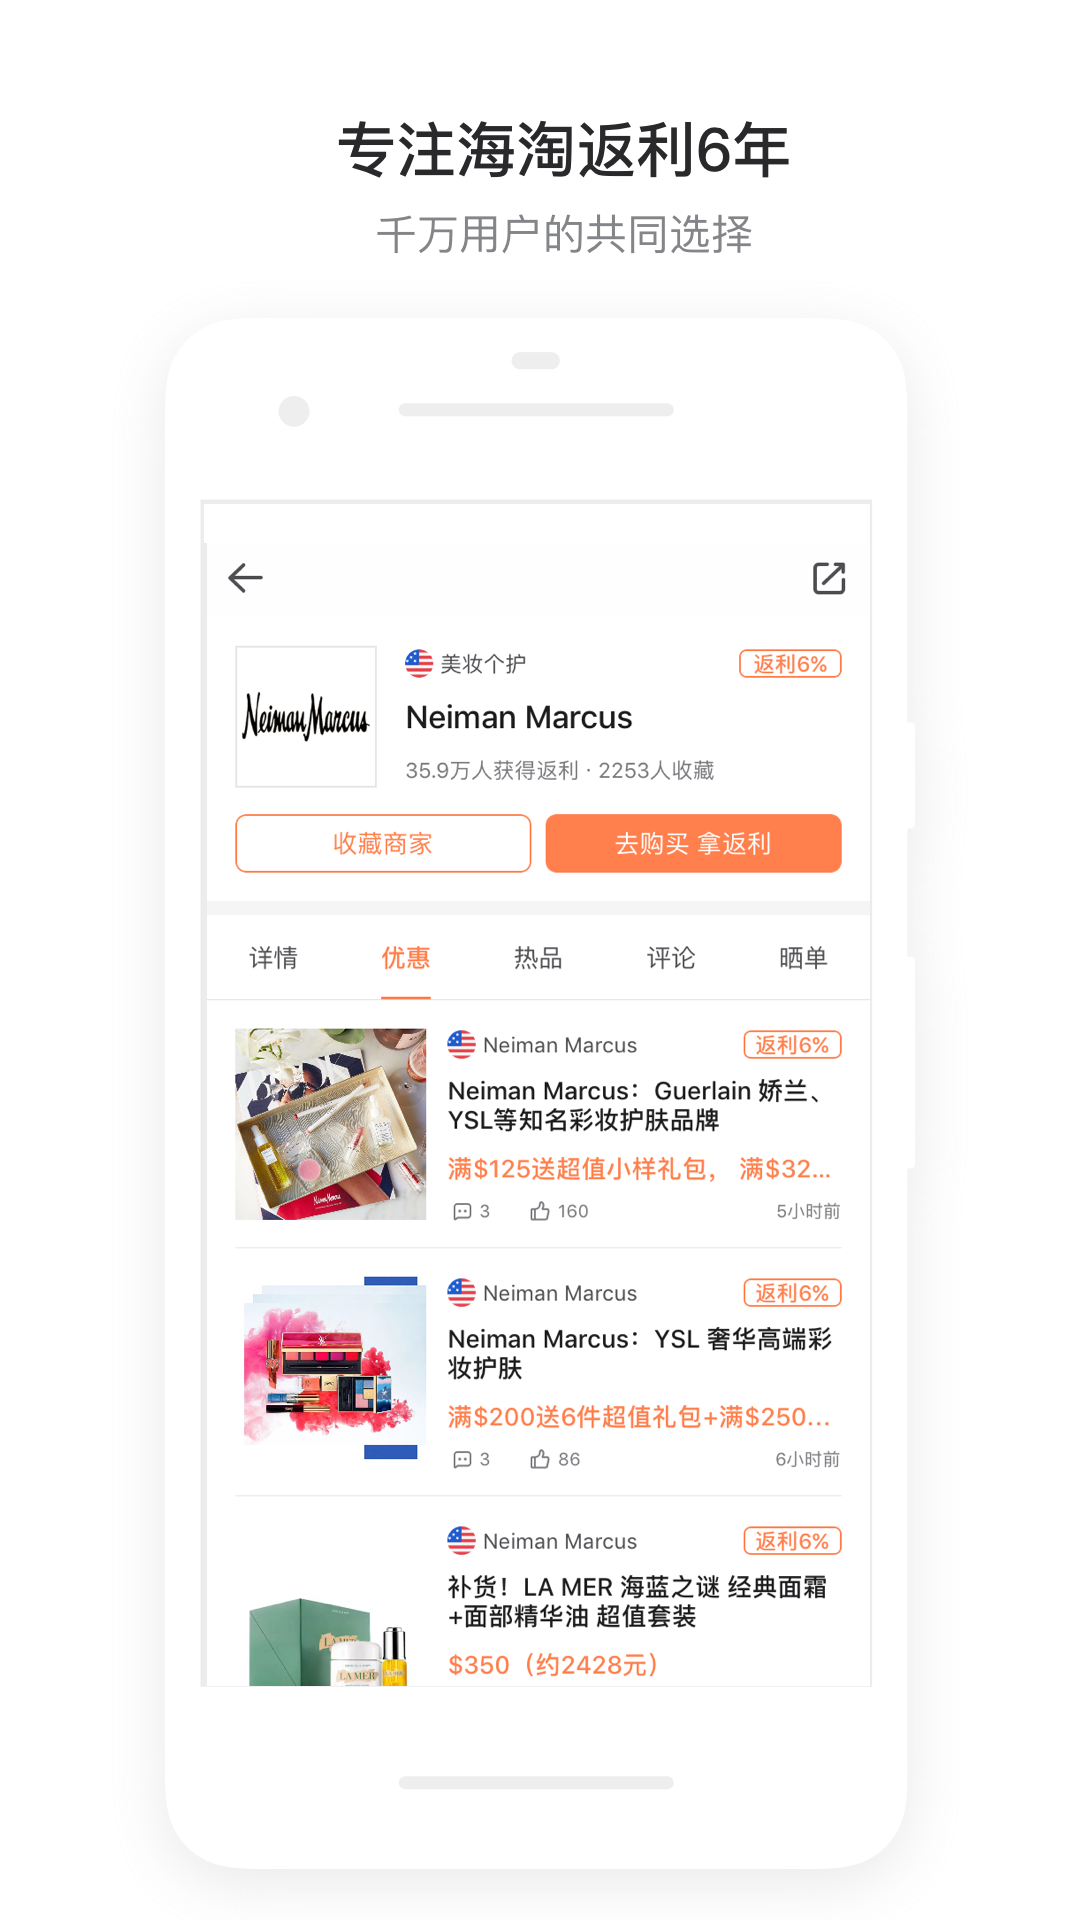 专注海淘返利6年
千万用户的共同选择
美妆个护
返利6%
Neiman Marcus
Neiman Marcus
35.9万人获得返利 · 2253人收藏
收藏商家
去购买 拿返利
详情 优惠 热品 评论 晒单
Neiman Marcus
返利6%
Neiman Marcus：Guerlain 娇兰、
YSL等知名彩妆护肤品牌
满$125送超值小样礼包， 满$32...
3 160 5小时前
Neiman Marcus
Neiman Marcus
返利6%
Neiman Marcus：YSL 奢华高端彩
妆护肤
满$200送6件超值礼包+满$250...
3 86 6小时前
Neiman Marcus
返利6%
补货！LA MER 海蓝之谜 经典面霜
+面部精华油 超值套装
$350（约2428元）
LA MER
LA MER